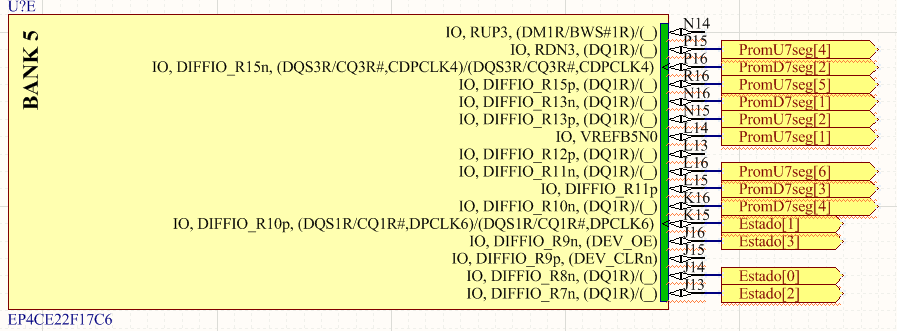 U?E
BANK 5
IO, RUP3, (DM1R/BWS#1R)/(_) N14
IO, RDN3, (DQ1R)/(_) P15 PromU7seg[4]
IO, DIFFIO_R15n, (DQS3R/CQ3R#,CDPCLK4)/(DQS3R/CQ3R#,CDPCLK4) P16 PromD7seg[2]
IO, DIFFIO_R15p, (DQ1R)/(_) R16 PromU7seg[5]
IO, DIFFIO_R13n, (DQ1R)/(_) N16 PromD7seg[1]
IO, DIFFIO_R13p, (DQ1R)/(_) N15 PromU7seg[2]
IO, VREFB5N0 L14 PromU7seg[1]
IO, DIFFIO_R12p, (DQ1R)/(_) L13
IO, DIFFIO_R11n, (DQ1R)/(_) L16 PromU7seg[6]
IO, DIFFIO_R11p L15 PromD7seg[3]
IO, DIFFIO_R10n, (DQ1R)/(_) K16 PromD7seg[4]
IO, DIFFIO_R10p, (DQS1R/CQ1R#,DPCLK6)/(DQS1R/CQ1R#,DPCLK6) K15 Estado[1]
IO, DIFFIO_R9n, (DEV_OE) J16 Estado[3]
IO, DIFFIO_R9p, (DEV_CLRn) J15
IO, DIFFIO_R8n, (DQ1R)/(_) J14 Estado[0]
IO, DIFFIO_R7n, (DQ1R)/(_) J13 Estado[2]
EP4CE22F17C6